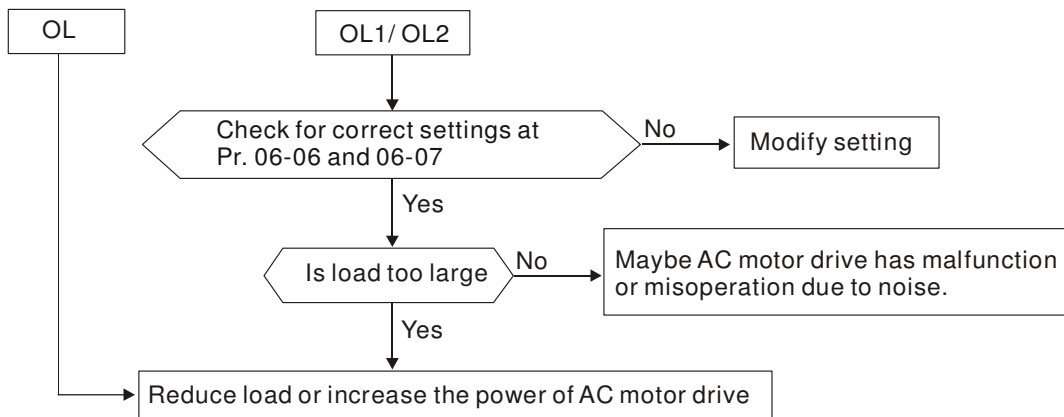 OL
OL1/ OL2
Check for correct settings at
Pr. 06-06 and 06-07
No
Modify setting
Yes
Is load too large
No
Maybe AC motor drive has malfunction
or misoperation due to noise.
Yes
Reduce load or increase the power of AC motor drive